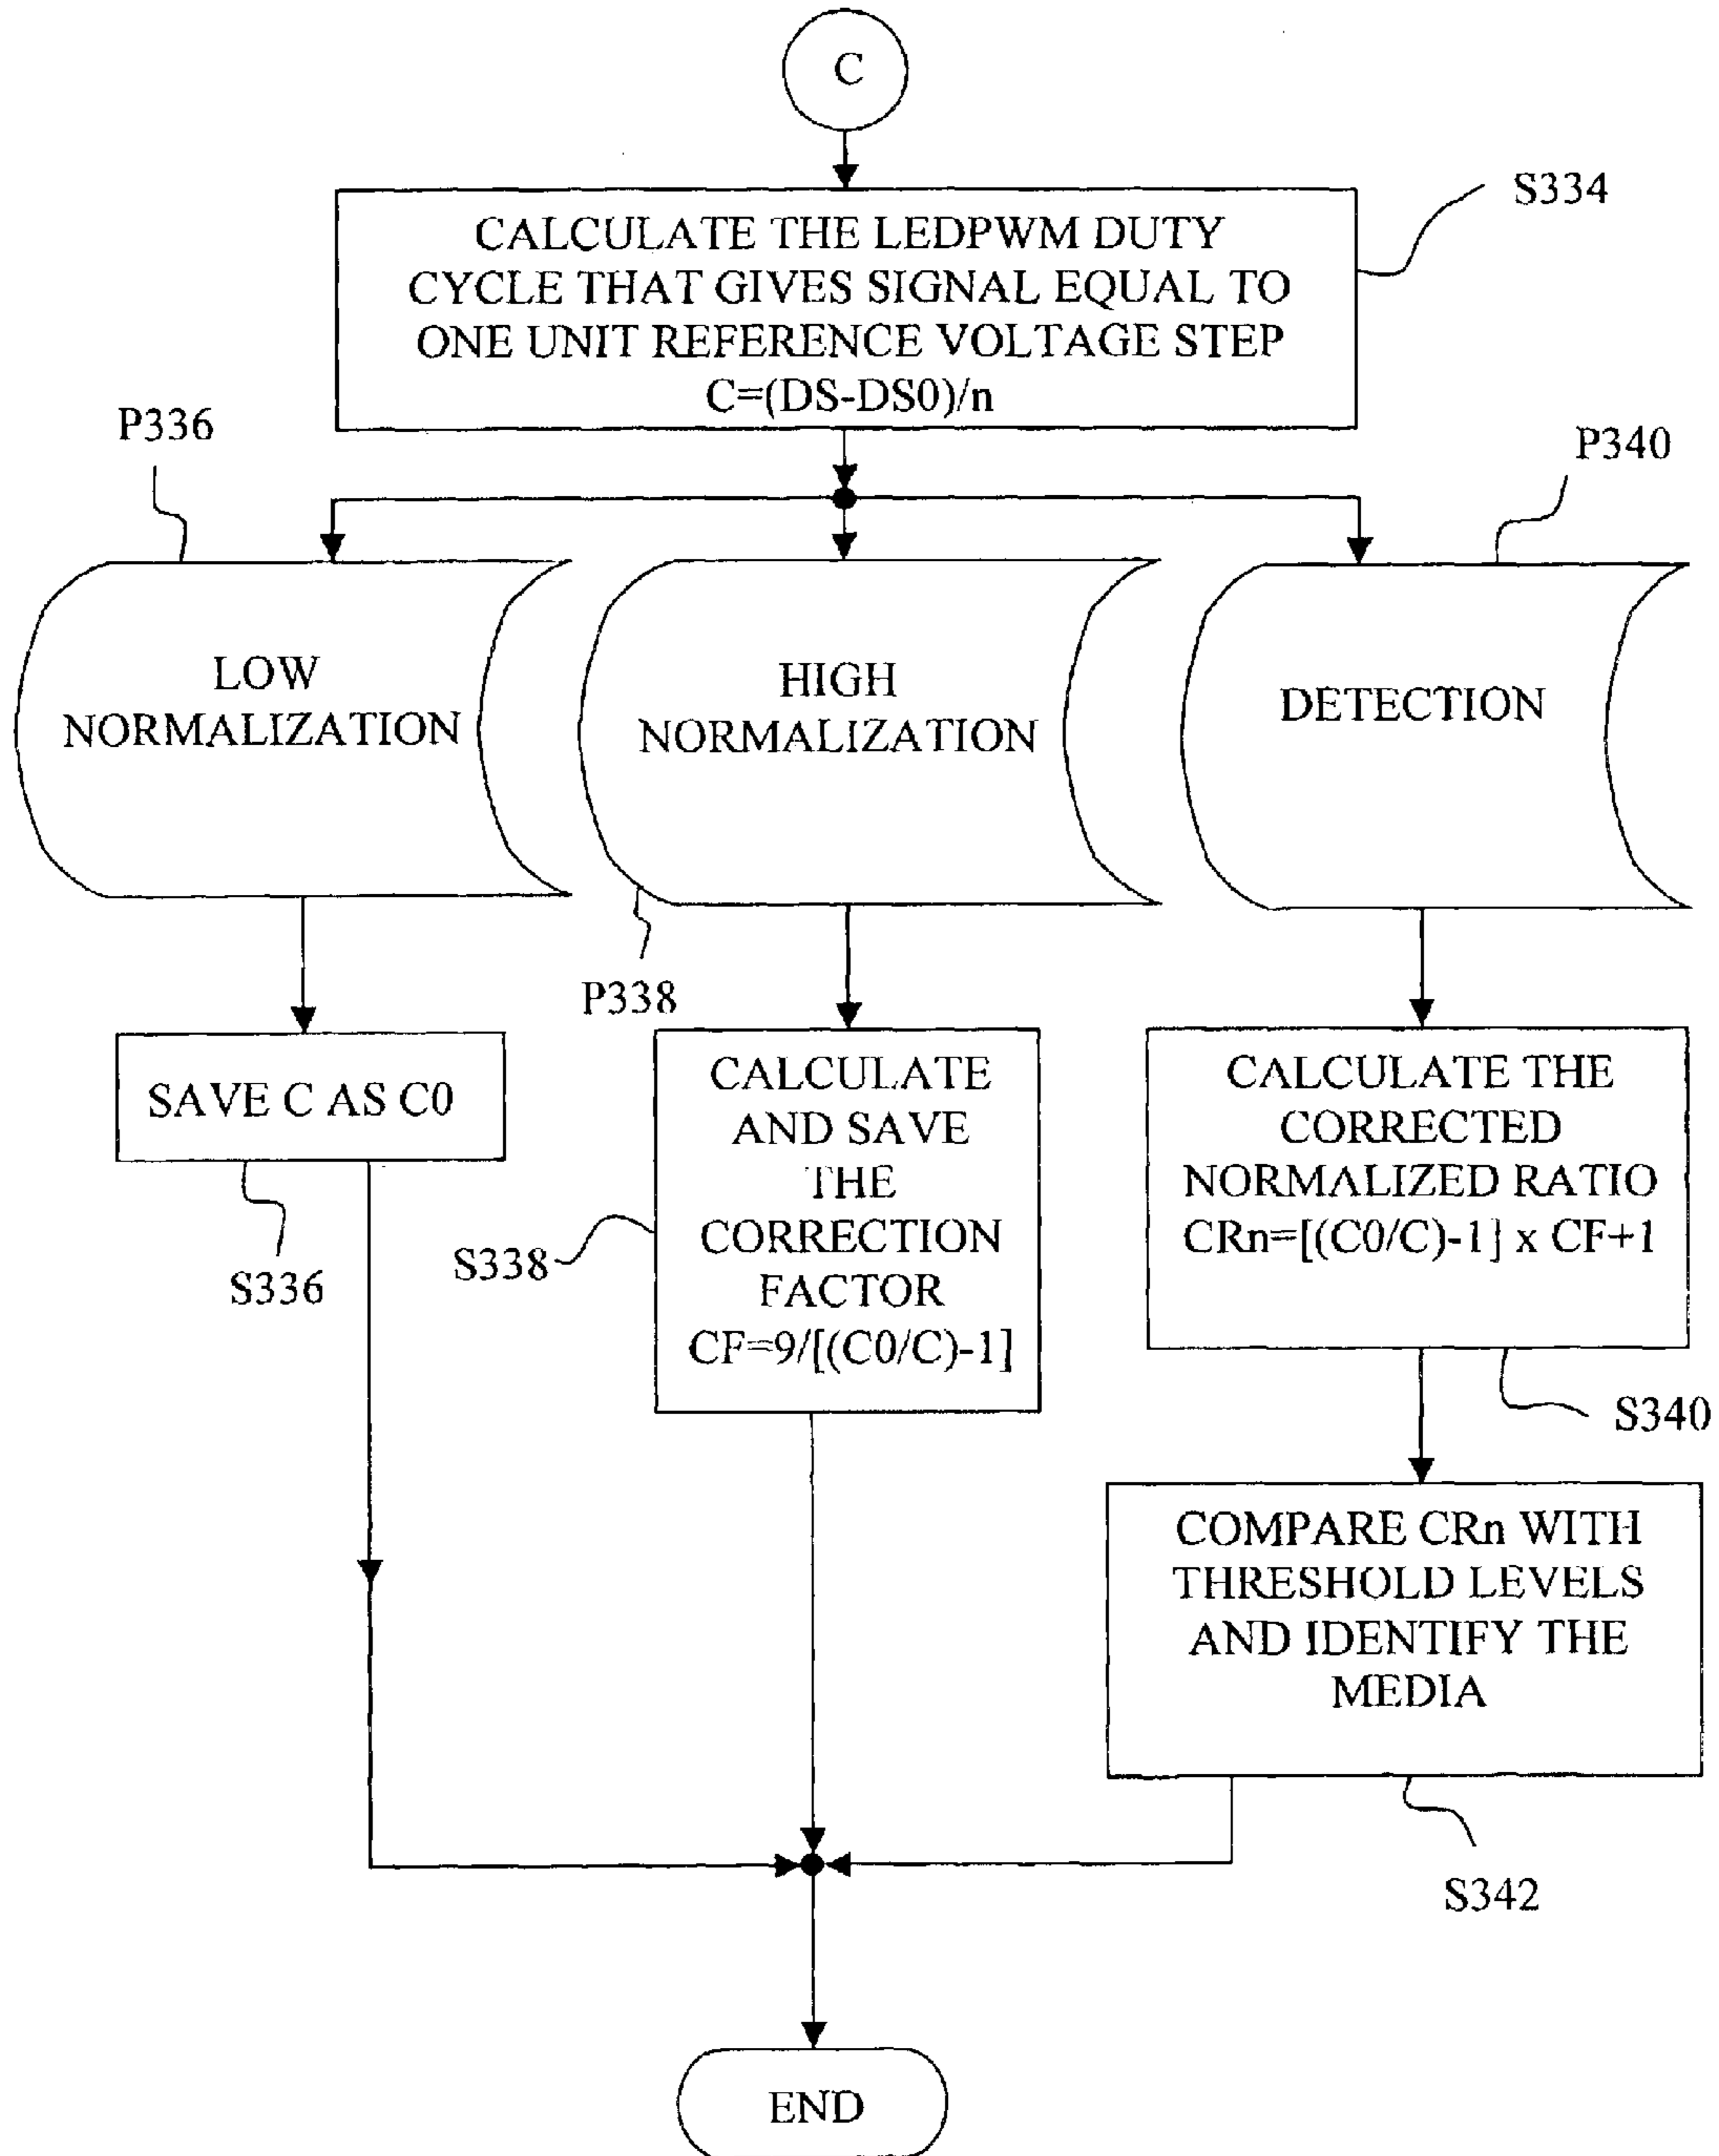 C
S334
CALCULATE THE LEDPWM DUTY
CYCLE THAT GIVES SIGNAL EQUAL TO
ONE UNIT REFERENCE VOLTAGE STEP
C=(DS-DS0)/n
P336
P340
LOW
NORMALIZATION
HIGH
NORMALIZATION
DETECTION
P338
SAVE C AS C0
S336
CALCULATE
AND SAVE
THE
CORRECTION
FACTOR
CF=9/[(C0/C)-1]
S338
CALCULATE THE
CORRECTED
NORMALIZED RATIO
CRn=[(C0/C)-1] x CF+1
S340
COMPARE CRn WITH
THRESHOLD LEVELS
AND IDENTIFY THE
MEDIA
S342
END